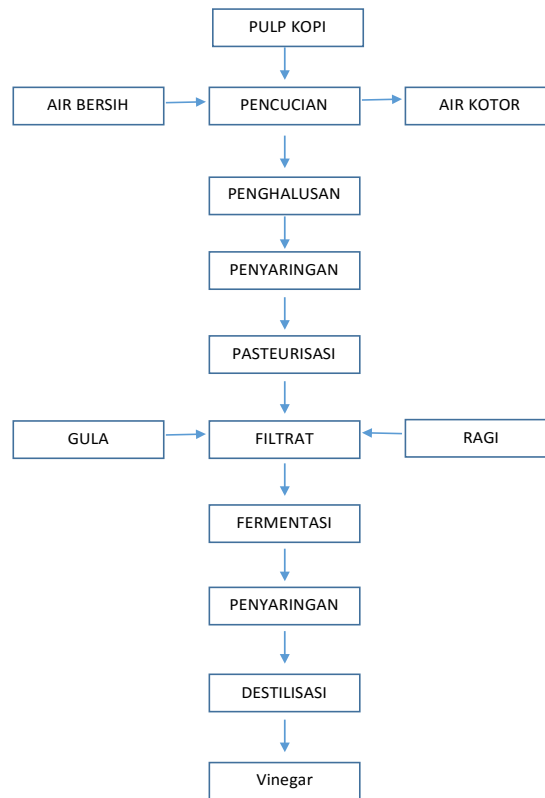 PULP KOPI
AIR BERSIH
PENCUCIAN
AIR KOTOR
PENGHALUSAN
PENYARINGAN
PASTEURISASI
GULA
FILTRAT
RAGI
FERMENTASI
PENYARINGAN
DESTILISASI
Vinegar